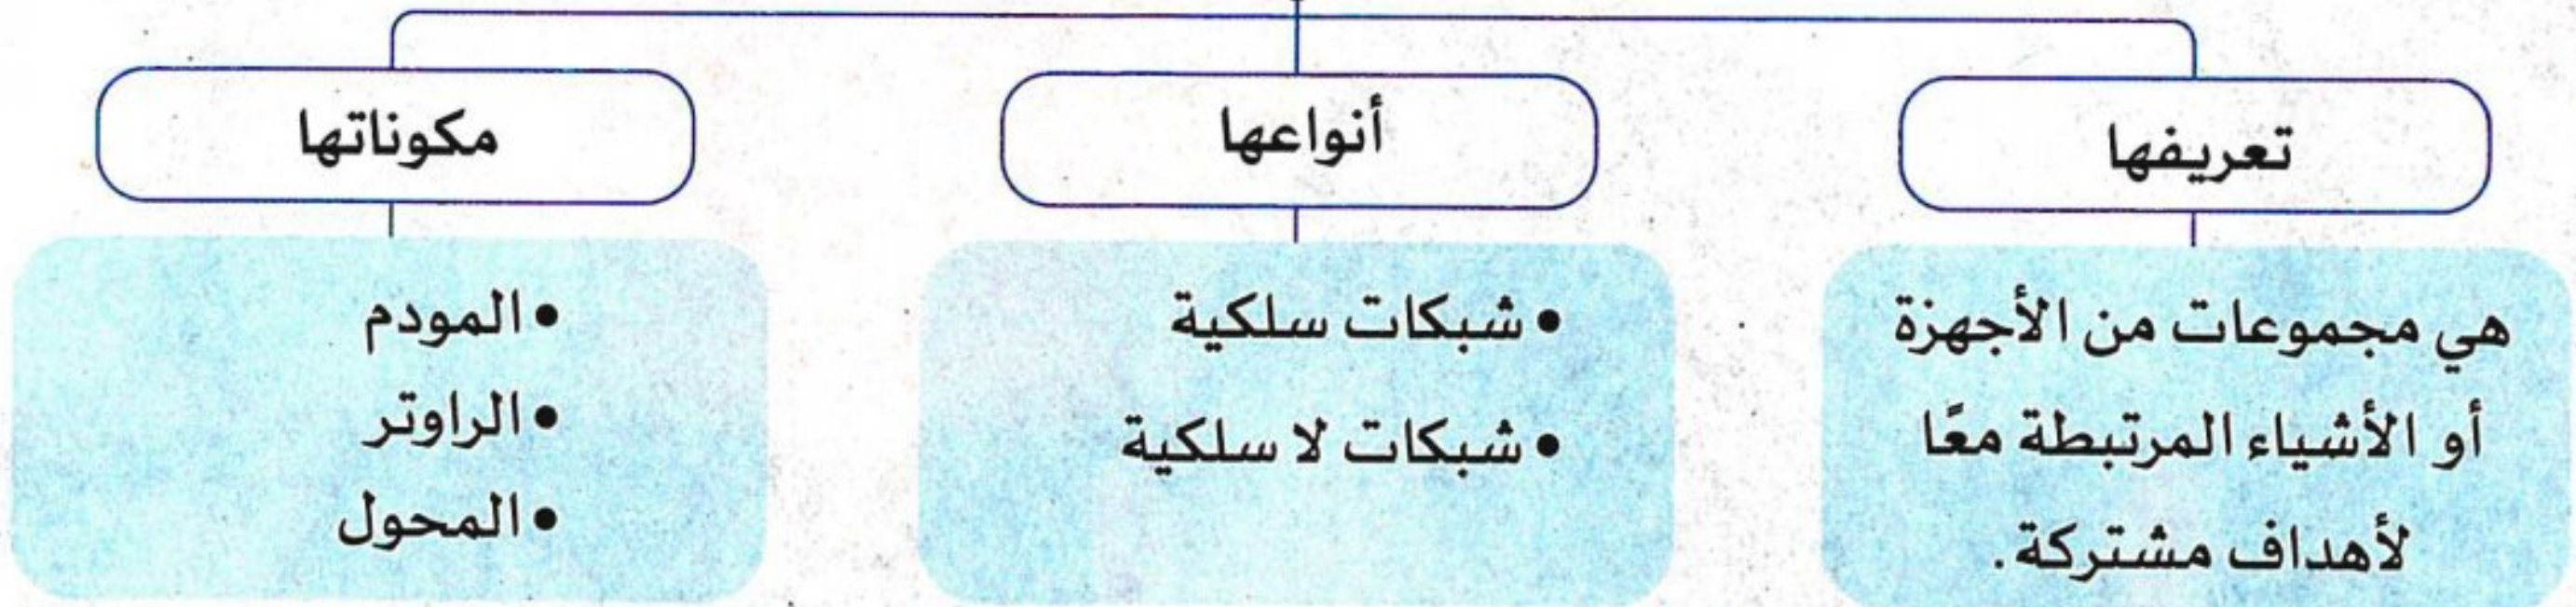 تعريفها
هي مجموعات من الأجهزة
أو الأشياء المرتبطة معًا
لأهداف مشتركة.
أنواعها
• شبكات سلكية
• شبكات لا سلكية
مكوناتها
• المودم
• الراوتر
• المحول